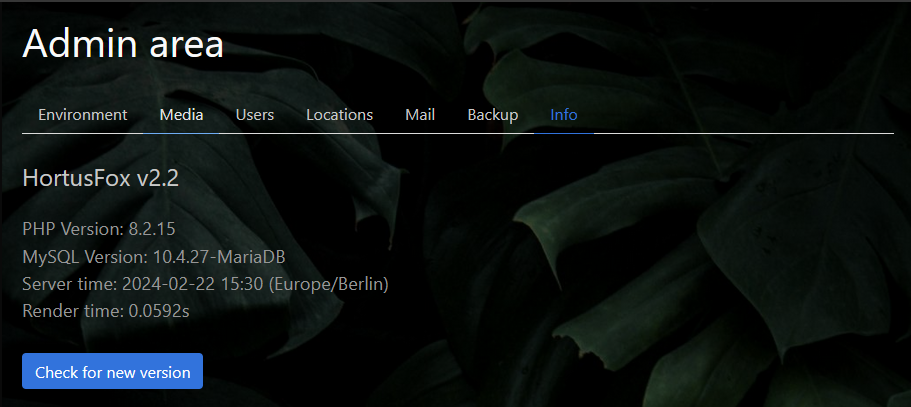 Admin area
Environment Media Users Locations Mail Backup Info
HortusFox v2.2
PHP Version: 8.2.15
MySQL Version: 10.4.27-MariaDB
Server time: 2024-02-22 15:30 (Europe/Berlin)
Render time: 0.0592s
Check for new version